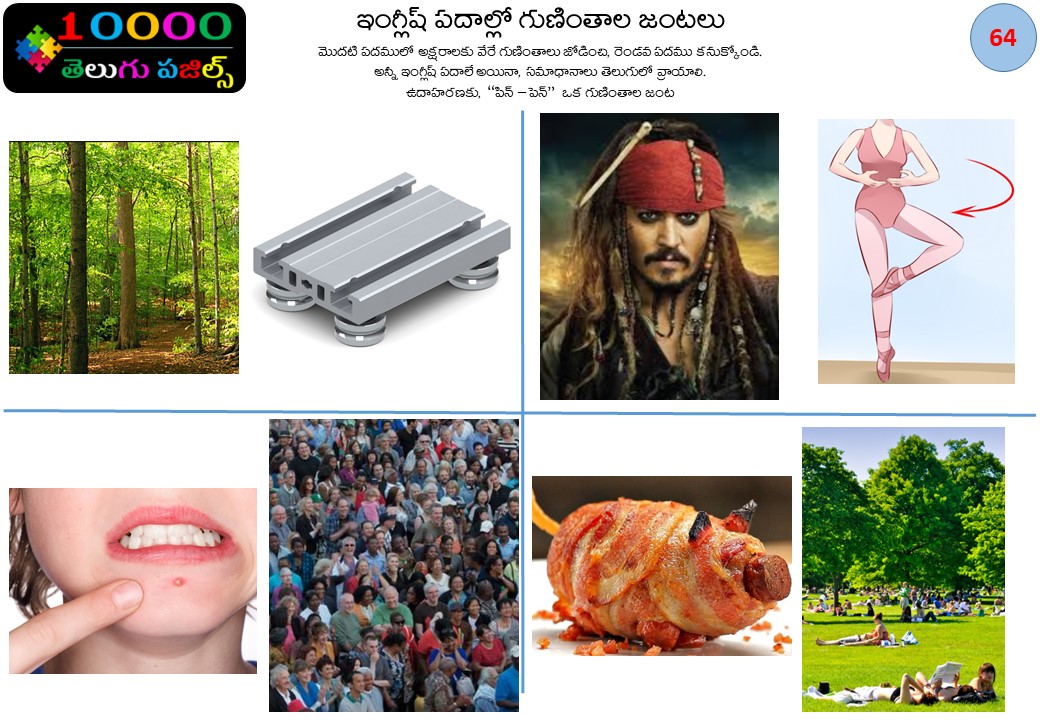 10000
తెలుగు పజిల్స్
ఇంగ్లీష్ పదాల్లో గుణింతాల జంటలు
64
మొదటి పదములో అక్షరాలకు వేరే గుణింతాలు జోడించి, రెండవ పదము కనుక్కోండి.
అన్నీ ఇంగ్లీష్ పదాలే అయినా, సమాధానాలు తెలుగులో వ్రాయాలి.
ఉదాహరణకు, “పిన్ – పెన్” ఒక గుణింతాల జంట